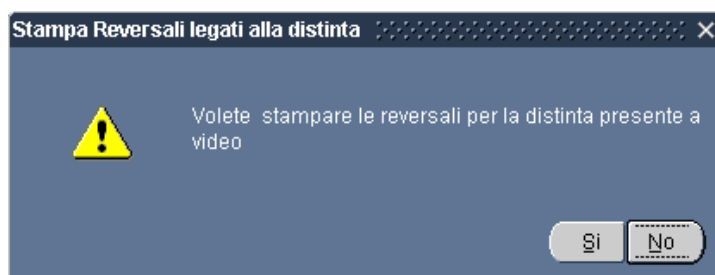 Stampa Reversali legati alla distinta
Volete stampare le reversali per la distinta presente a
video
Si No